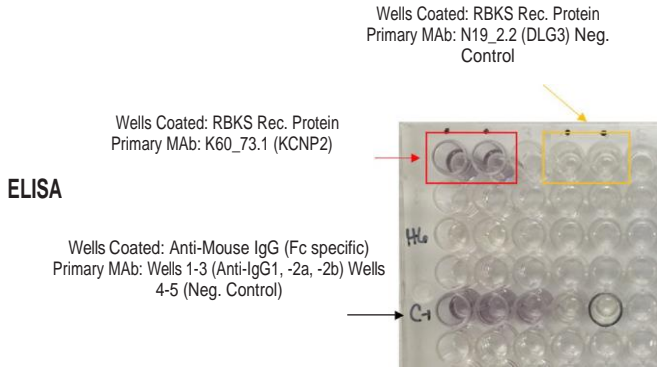 Wells Coated: RBKS Rec. Protein
Primary MAb: N19_2.2 (DLG3) Neg.
Control
Wells Coated: RBKS Rec. Protein
Primary MAb: K60_73.1 (KCNP2)
ELISA
Wells Coated: Anti-Mouse IgG (Fc specific)
Primary MAb: Wells 1-3 (Anti-IgG1, -2a, -2b) Wells
4-5 (Neg. Control)
H6
C-1